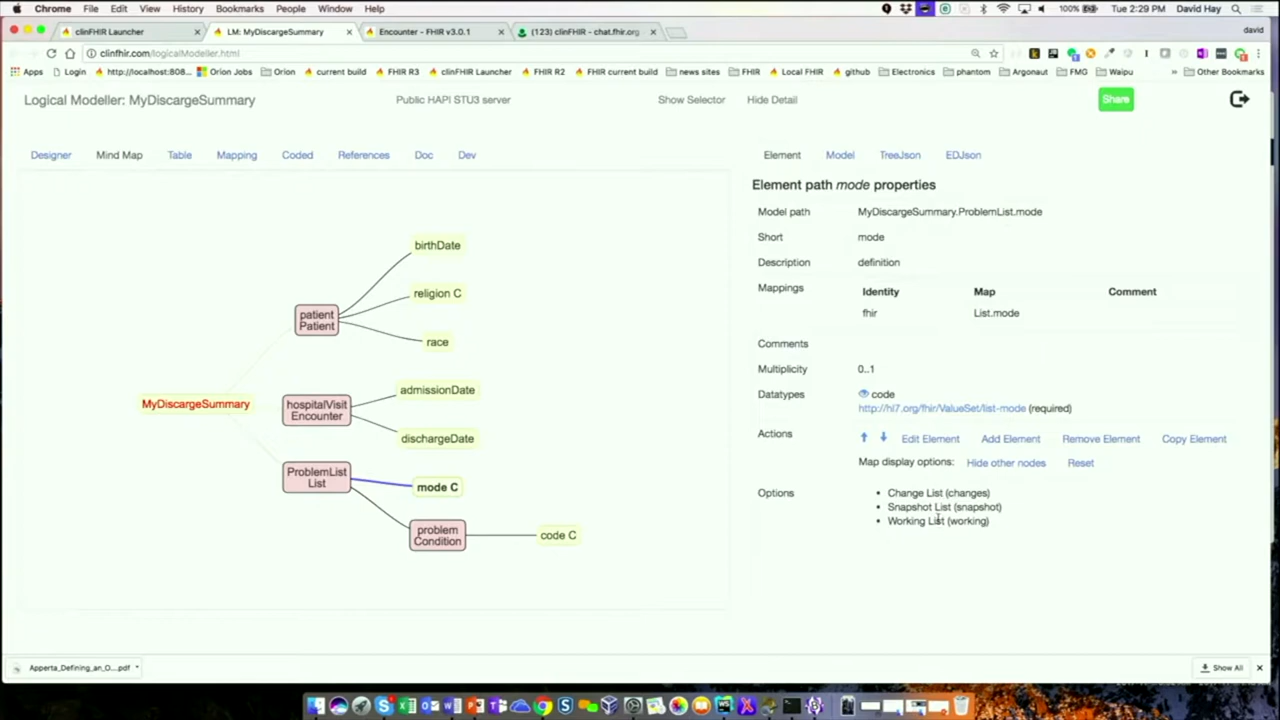 Chrome File Edit View History Bookmarks People Window Help 100% Tue 2:29 PM David Hay
clinFHIR Launcher LM: MyDiscargeSummary Encounter - FHIR v3.0.1 (123) clinFHIR - chat.fhir.org david
clinfhir.com/logicalModeller.html
Apps Login http://localhost:808... Orion Jobs Orion current build FHIR R3 clinFHIR Launcher FHIR R2 FHIR current build news sites FHIR Local FHIR github Electronics phantom Argonaut FMG Waipu » Other Bookmarks
Logical Modeller: MyDiscargeSummary Public HAPI STU3 server Show Selector Hide Detail Share
Designer Mind Map Table Mapping Coded References Doc Dev
Element Model TreeJson EDJson
birthDate
religion C
patient
Patient
race
MyDiscargeSummary
admissionDate
hospitalVisit
Encounter
dischargeDate
ProblemList
List
mode C
problem
Condition
code C
Element path mode properties
Model path MyDiscargeSummary.ProblemList.mode
Short mode
Description definition
Mappings Identity Map Comment
fhir List.mode
Comments
Multiplicity 0..1
Datatypes code
http://hl7.org/fhir/ValueSet/list-mode (required)
Actions Edit Element Add Element Remove Element Copy Element
Map display options: Hide other nodes Reset
Options • Change List (changes)
• Snapshot List (snapshot)
• Working List (working)
Apperta_Defining_an_O....pdf Show All